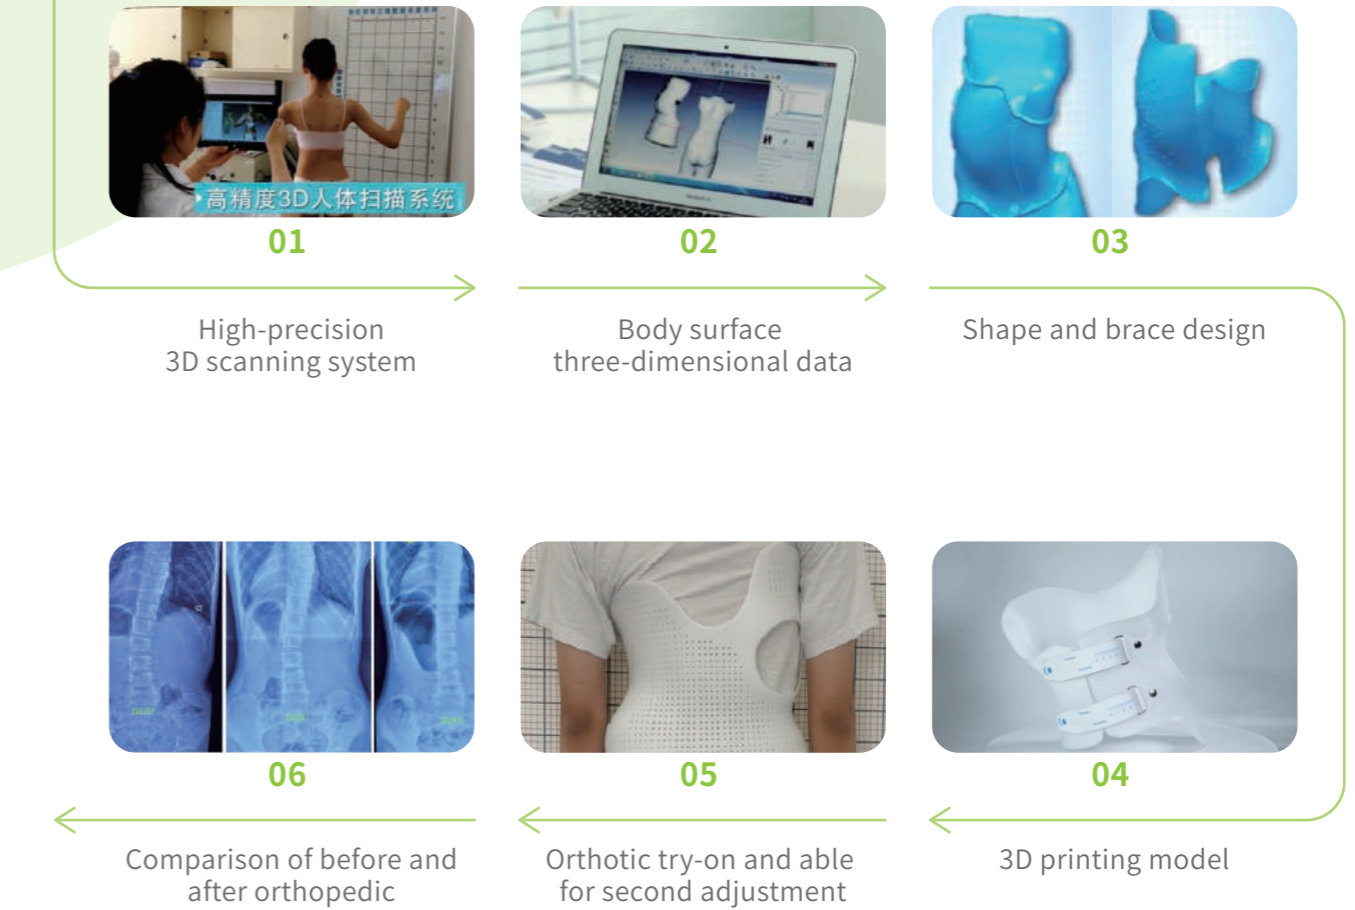 高精度3D人体扫描系统
01
High-precision
3D scanning system
02
Body surface
three-dimensional data
03
Shape and brace design
04
3D printing model
05
Orthotic try-on and able
for second adjustment
06
Comparison of before and
after orthopedic